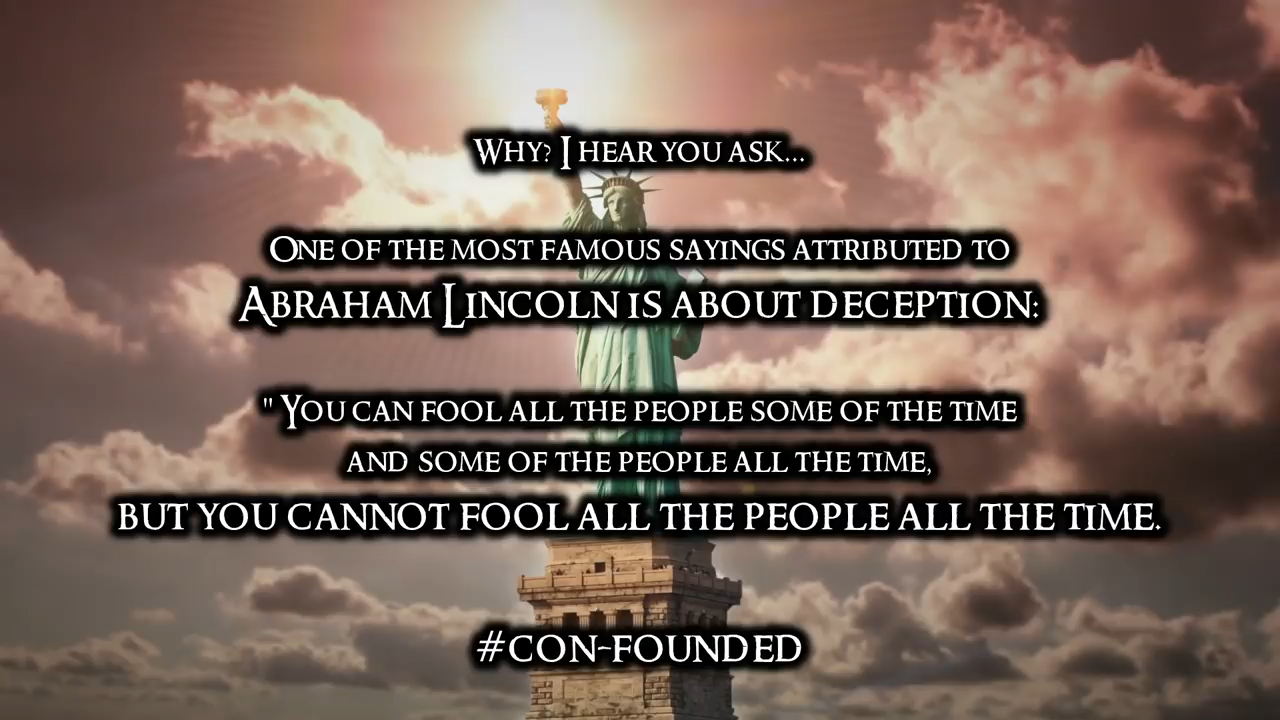 Why? I hear you ask...
One of the most famous sayings attributed to
Abraham Lincoln is about deception:
" You can fool all the people some of the time
and some of the people all the time,
but you cannot fool all the people all the time.
#con-founded